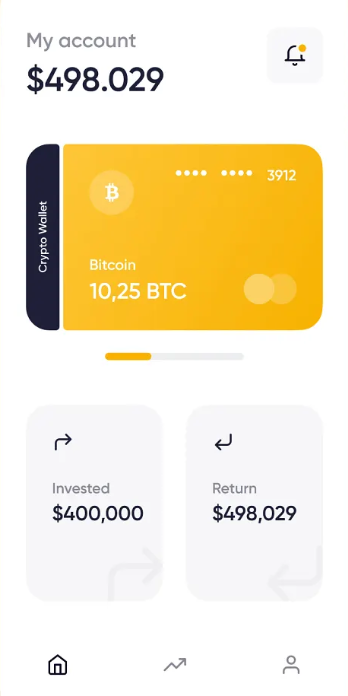 My account
$498.029
•••• •••• 3912
Crypto Wallet
Bitcoin
10,25 BTC
Invested
$400,000
Return
$498,029